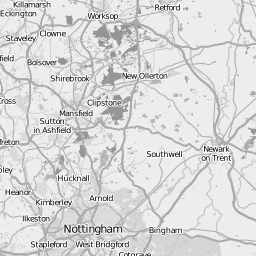 Killamarsh
Retford
Eckington
Worksop
Staveley
Clowne
Bolsover
Shirebrook
New Ollerton
Clipstone
Mansfield
Sutton
in Ashfield
Southwell
Newark
on Trent
Hucknall
Heanor
Kimberley
Arnold
Ilkeston
Nottingham
Bingham
Stapleford
West Bridgford
Cotgrave